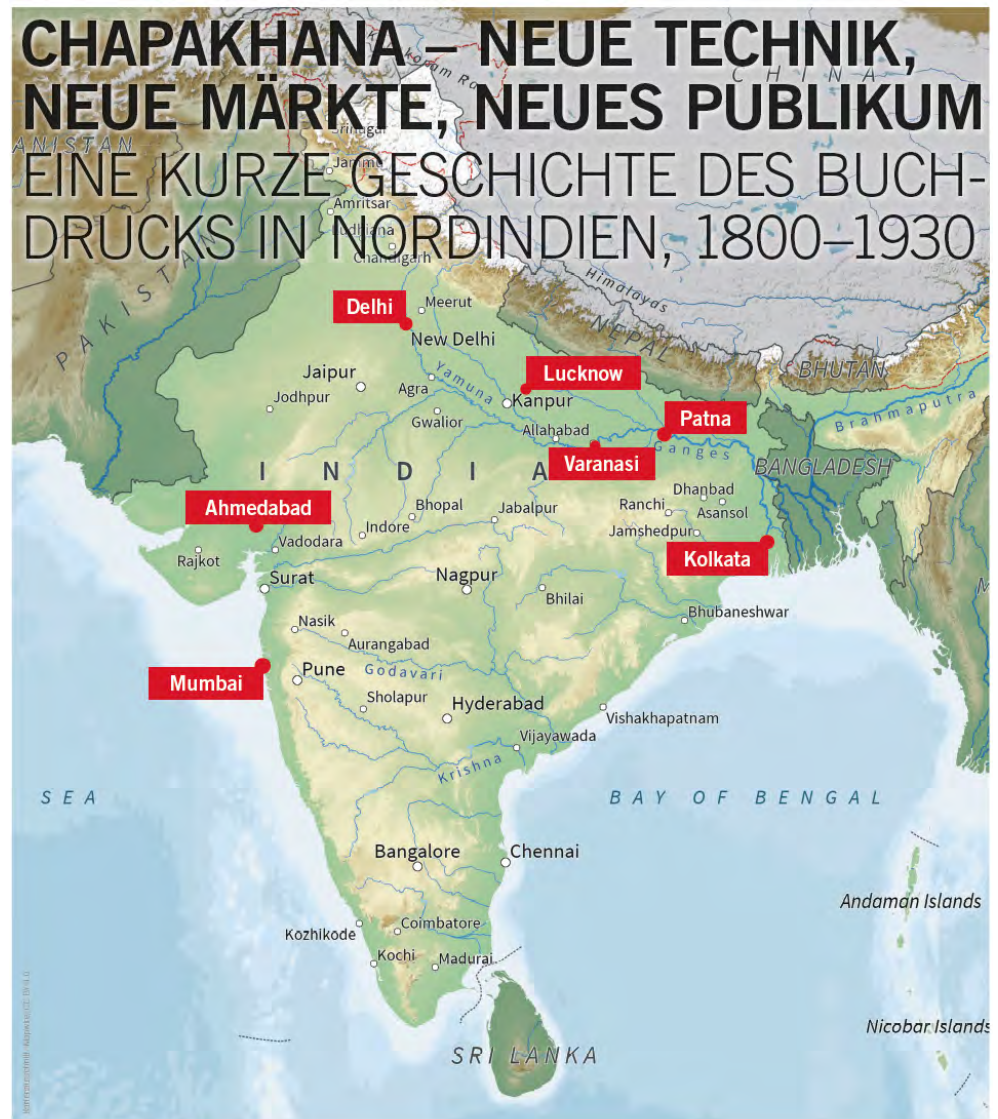 CHAPAKHANA – NEUE TECHNIK,
NEUE MÄRKTE, NEUES PUBLIKUM
EINE KURZE GESCHICHTE DES BUCH-
DRUCKS IN NORDINDIEN, 1800–1930
CHINA
ANISTAN
Srinagar
Jammu
Amritsar
Ludhiana
Chandigarh
PAKISTAN
Himalayas
Delhi
Meerut
New Delhi
NEPAL
BHUTAN
Lucknow
Jaipur
Agra
Yamuna
Kanpur
Jodhpur
Brahmaputra
Gwalior
Allahabad
Patna
Ganges
Varanasi
INDIA
BANGLADESH
Ahmedabad
Bhopal
Jabalpur
Ranchi
Dhanbad
Asansol
Indore
Jamshedpur
Vadodara
Rajkot
Kolkata
Surat
Nagpur
Bhilai
Bhubaneshwar
Nasik
Aurangabad
Mumbai
Pune
Godavari
Sholapur
Hyderabad
Vishakhapatnam
Vijayawada
Krishna
SEA
BAY OF BENGAL
Bangalore
Chennai
Andaman Islands
Coimbatore
Kozhikode
Kochi
Madurai
Nicobar Islands
SRI LANKA